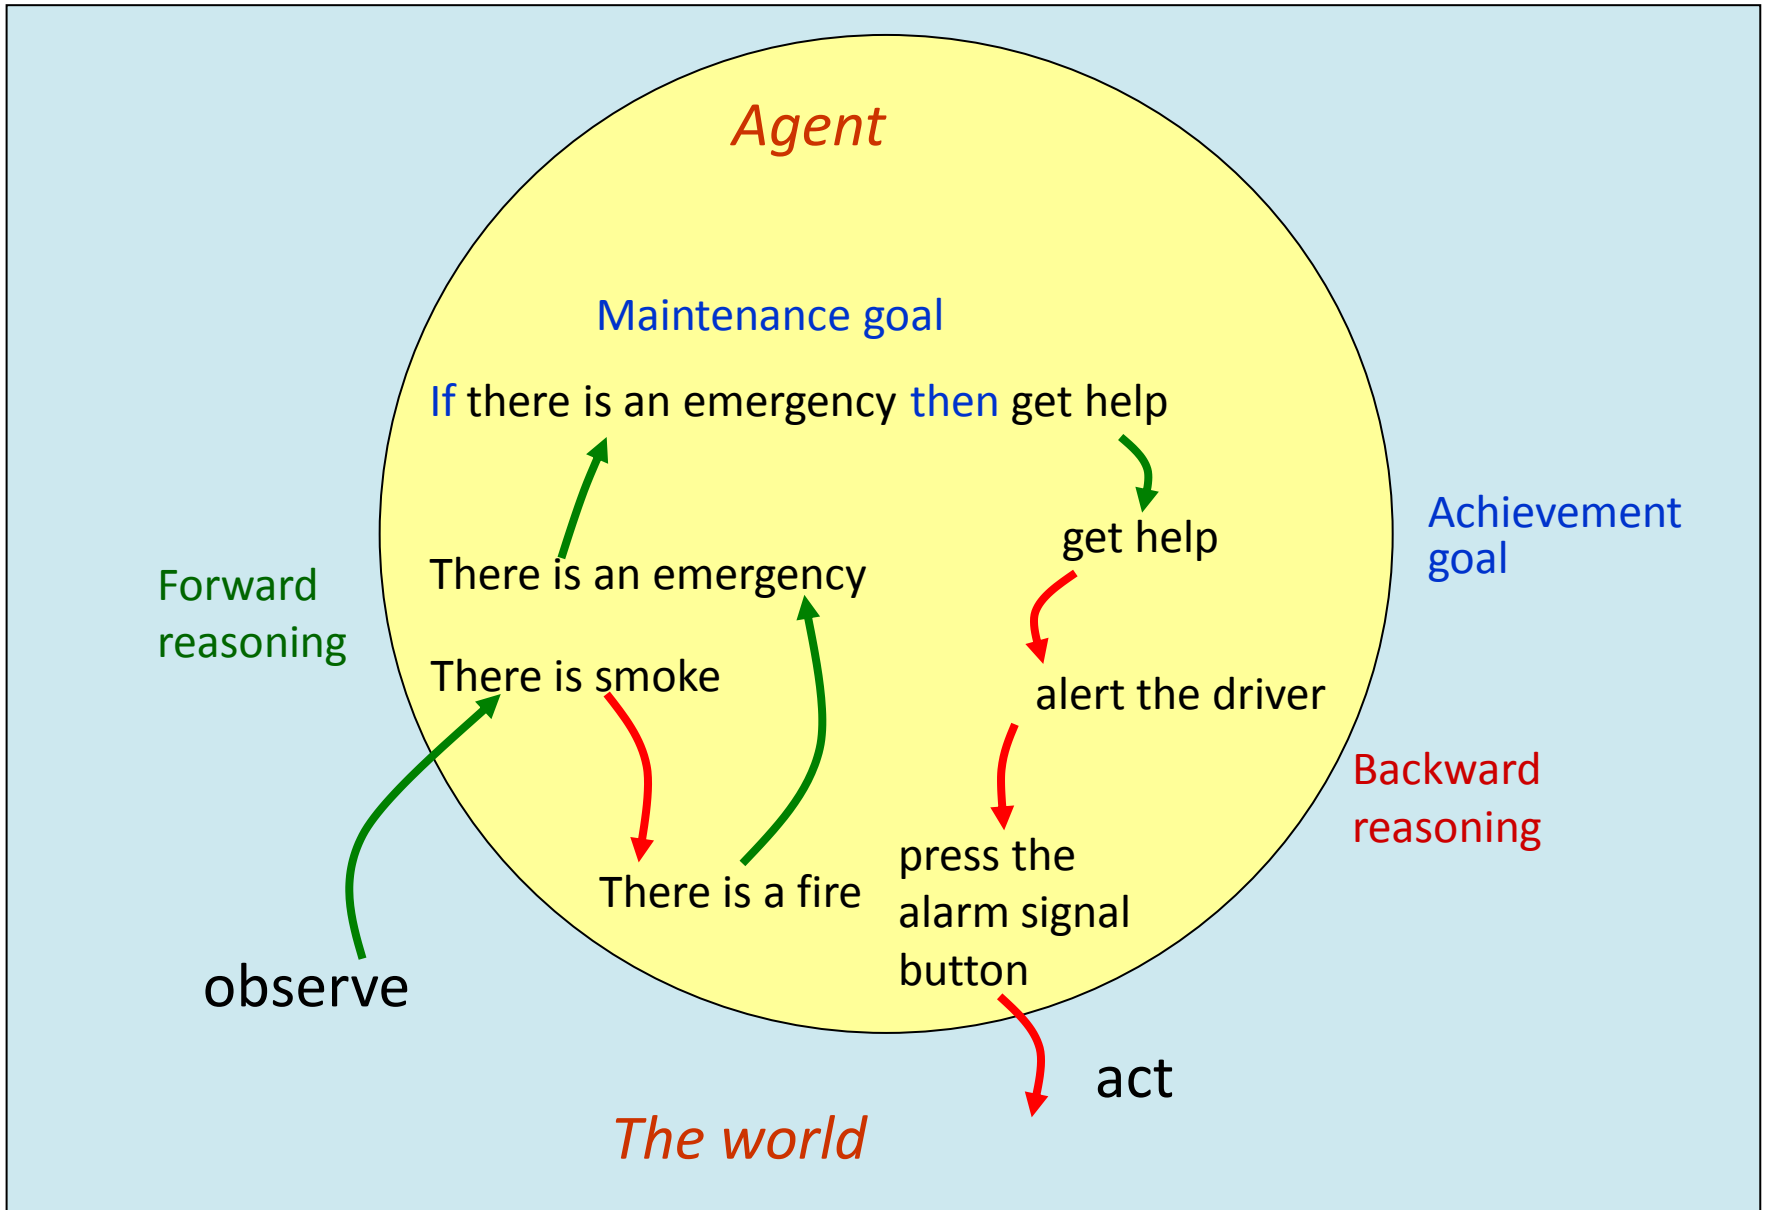 Agent
Maintenance goal
If there is an emergency then get help
Achievement
goal
get help
There is an emergency
Forward
reasoning
There is smoke
alert the driver
Backward
reasoning
press the
alarm signal
button
There is a fire
observe
act
The world